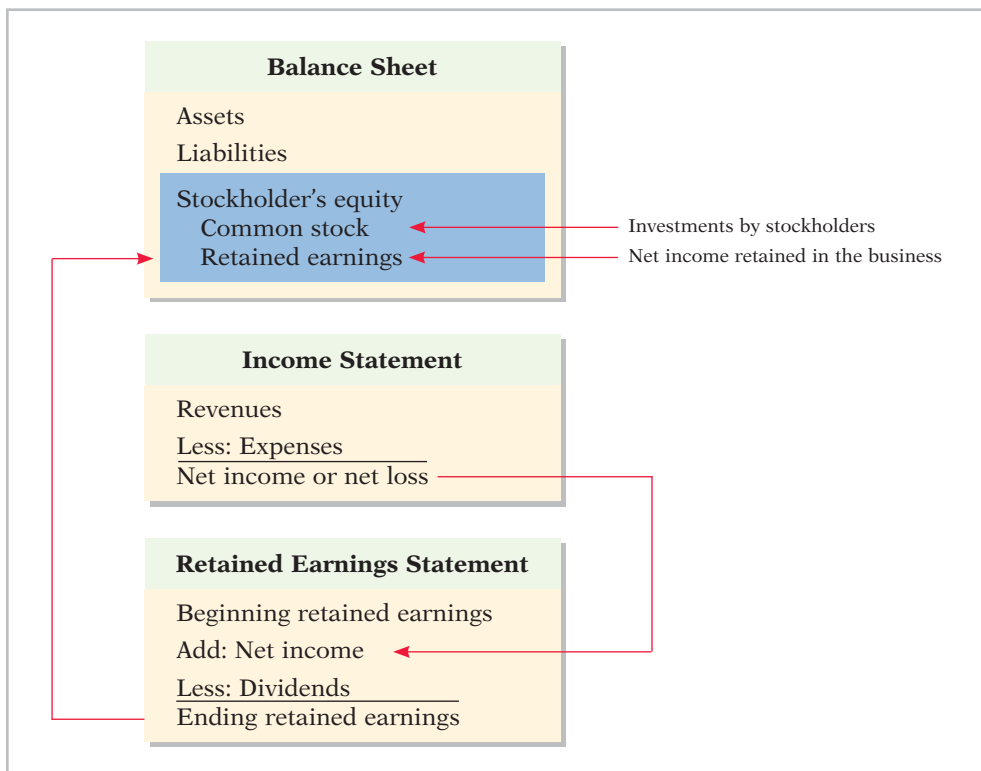 Balance Sheet
Assets
Liabilities
Stockholder’s equity
Common stock
Investments by stockholders
Retained earnings
Net income retained in the business
Income Statement
Revenues
Less: Expenses
Net income or net loss
Retained Earnings Statement
Beginning retained earnings
Add: Net income
Less: Dividends
Ending retained earnings